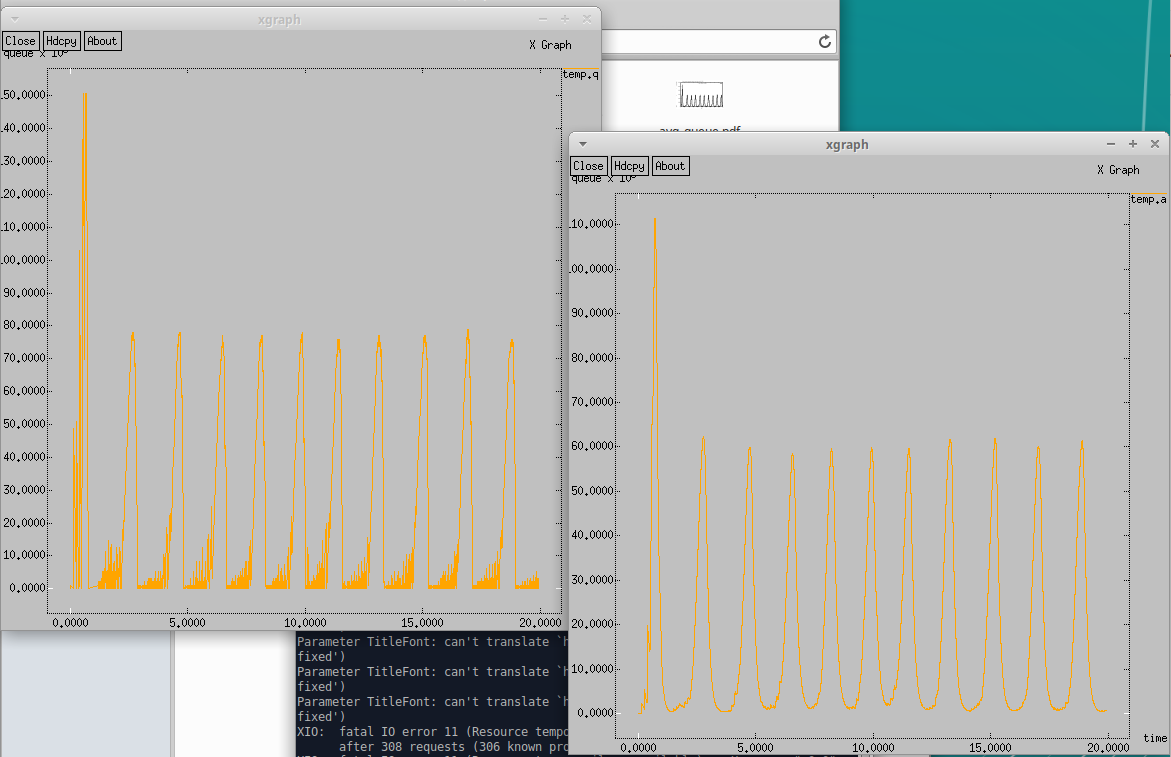 xgraph
Close Hdcpy About
X Graph
queue x 10
temp.q
50.0000
40.0000
30.0000
20.0000
10.0000
00.0000
90.0000
80.0000
70.0000
60.0000
50.0000
40.0000
30.0000
20.0000
10.0000
0.0000
0.0000 5.0000 10.0000 15.0000 20.0000
avg_queue.pdf
xgraph
Close Hdcpy About
X Graph
queue x 10
temp.a
10.0000
00.0000
90.0000
80.0000
70.0000
60.0000
50.0000
40.0000
30.0000
20.0000
10.0000
0.0000
time
0.0000 5.0000 10.0000 15.0000 20.0000
Parameter TitleFont: can't translate `h
fixed')
Parameter TitleFont: can't translate `h
fixed')
Parameter TitleFont: can't translate `h
fixed')
XIO: fatal IO error 11 (Resource tempo
after 308 requests (306 known pro